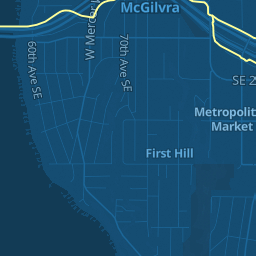 McGilvra
60th Ave SE
W Mercer
70th Ave SE
SE 2
Metropolit
Market
First Hill